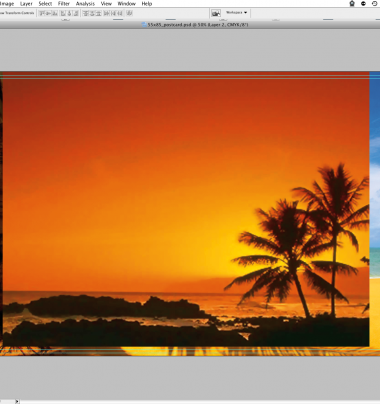 Image Layer Select Filter Analysis View Window Help
Show Transform Controls
Workspace
55x85_postcard.psd @ 50% (Layer 2, CMYK/8*)